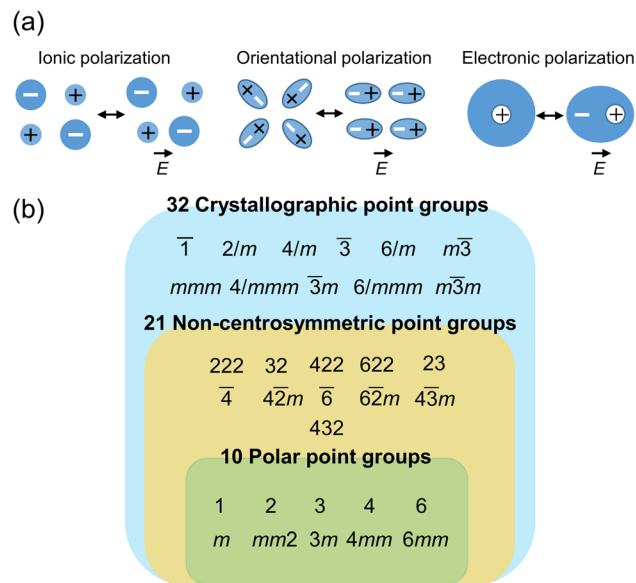 (a)
Ionic polarization Orientational polarization Electronic polarization
− + − + × − × − − + − + + − +
+ − + − × − × − − + − +
E E E
(b)
32 Crystallographic point groups
1̅ 2/m 4/m 3̅ 6/m m3̅
mmm 4/mmm 3̅m 6/mmm m3̅m
21 Non-centrosymmetric point groups
222 32 422 622 23
4̅ 42̅m 6̅ 62̅m 43̅m
432
10 Polar point groups
1 2 3 4 6
m mm2 3m 4mm 6mm